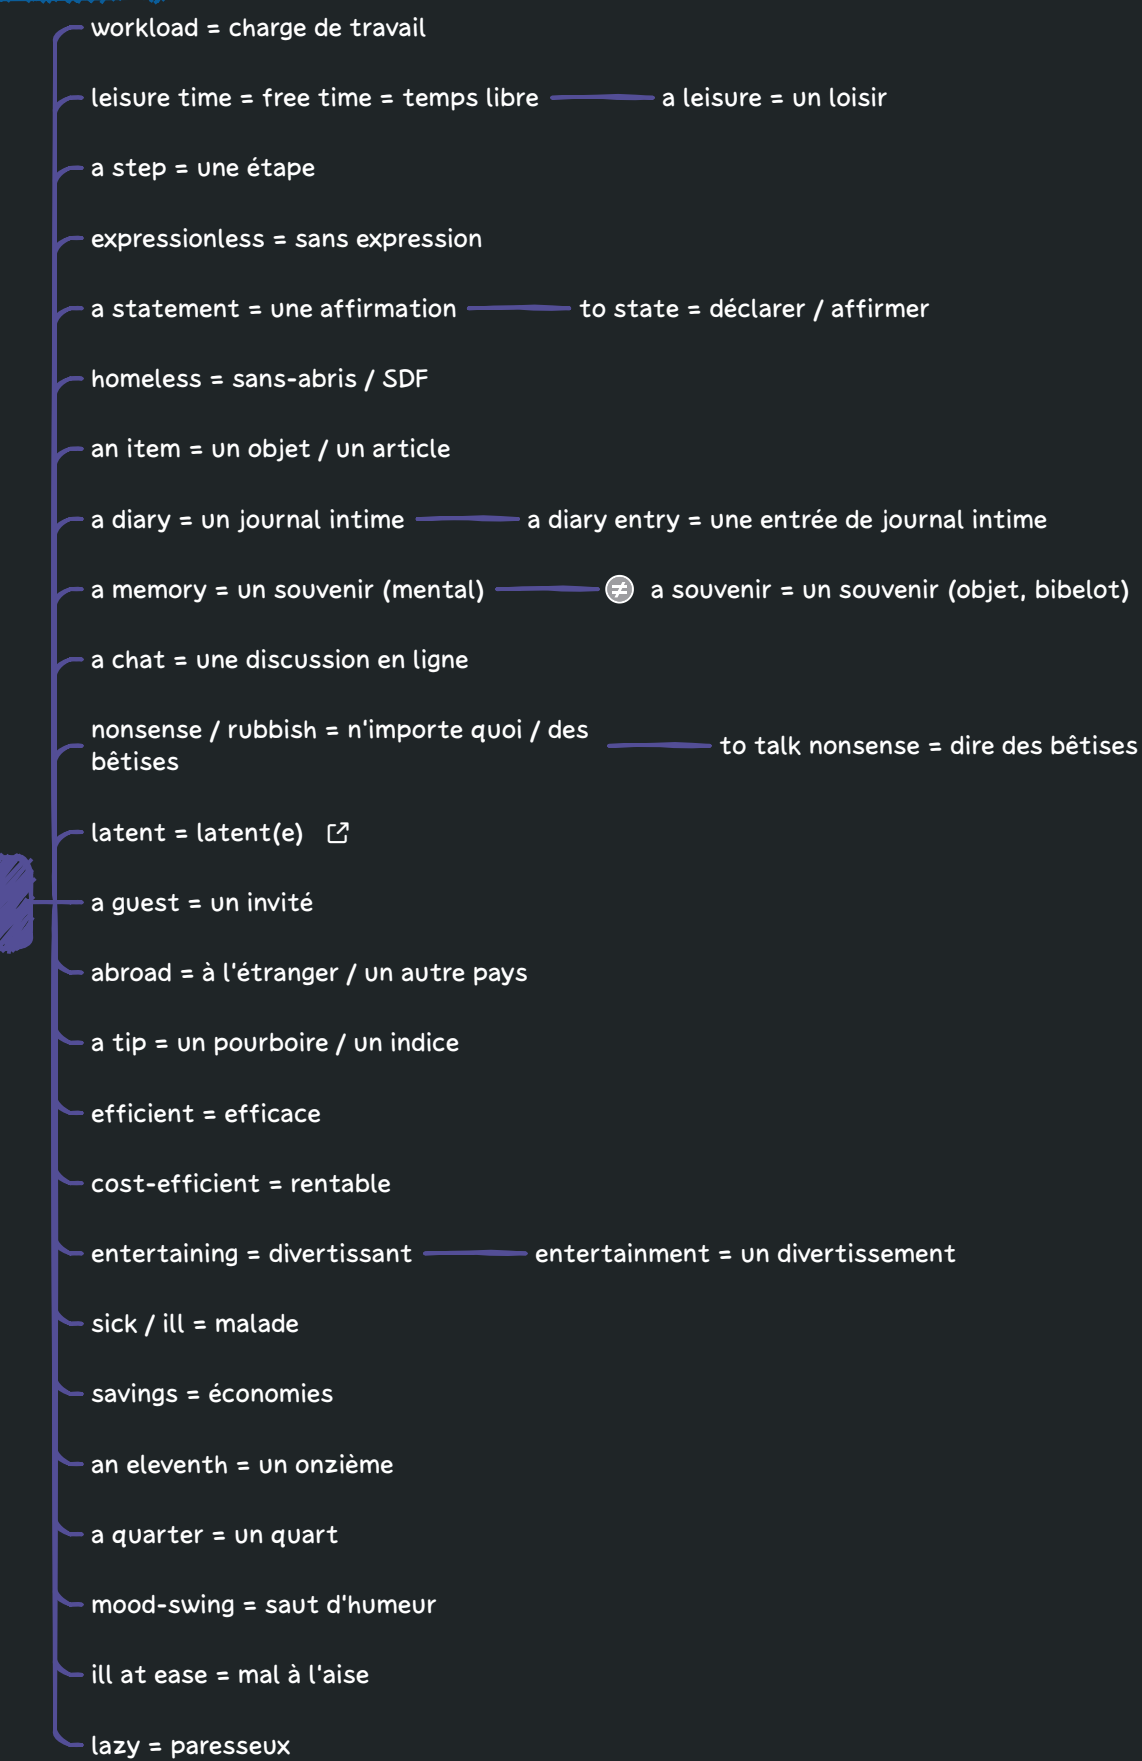 workload = charge de travail
leisure time = free time = temps libre a leisure = un loisir
a step = une étape
expressionless = sans expression
a statement = une affirmation to state = déclarer / affirmer
homeless = sans-abris / SDF
an item = un objet / un article
a diary = un journal intime a diary entry = une entrée de journal intime
a memory = un souvenir (mental) ≠ a souvenir = un souvenir (objet, bibelot)
a chat = une discussion en ligne
nonsense / rubbish = n'importe quoi / des
bêtises
to talk nonsense = dire des bêtises
latent = latent(e)
a guest = un invité
abroad = à l'étranger / un autre pays
a tip = un pourboire / un indice
efficient = efficace
cost-efficient = rentable
entertaining = divertissant entertainment = un divertissement
sick / ill = malade
savings = économies
an eleventh = un onzième
a quarter = un quart
mood-swing = saut d'humeur
ill at ease = mal à l'aise
lazy = paresseux